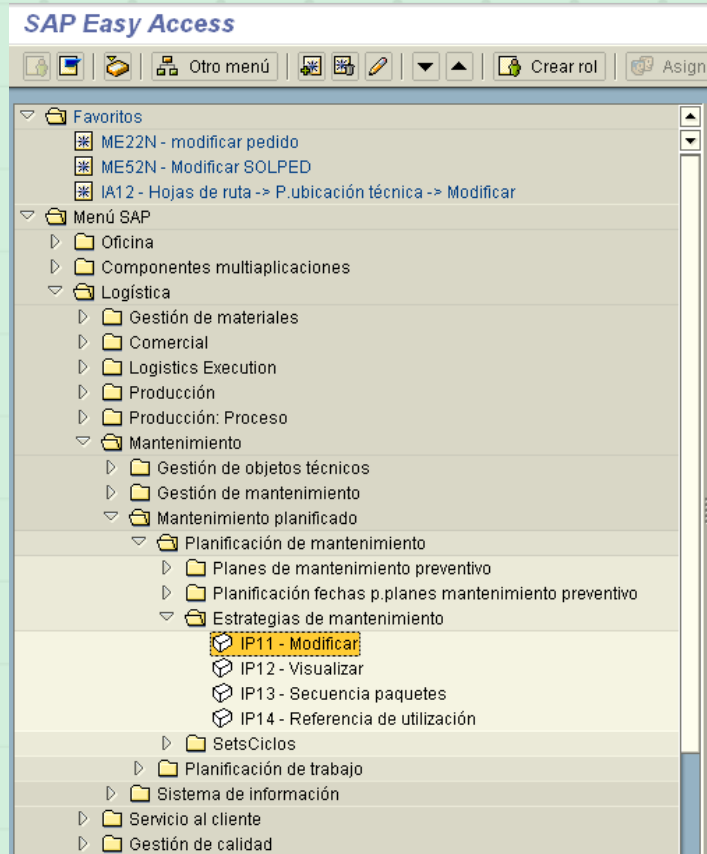 SAP Easy Access
Otro menú Crear rol Asign
Favoritos
ME22N - modificar pedido
ME52N - Modificar SOLPED
IA12 - Hojas de ruta -> P.ubicación técnica -> Modificar
Menú SAP
Oficina
Componentes multiaplicaciones
Logística
Gestión de materiales
Comercial
Logistics Execution
Producción
Producción: Proceso
Mantenimiento
Gestión de objetos técnicos
Gestión de mantenimiento
Mantenimiento planificado
Planificación de mantenimiento
Planes de mantenimiento preventivo
Planificación fechas p.planes mantenimiento preventivo
Estrategias de mantenimiento
IP11 - Modificar
IP12 - Visualizar
IP13 - Secuencia paquetes
IP14 - Referencia de utilización
SetsCiclos
Planificación de trabajo
Sistema de información
Servicio al cliente
Gestión de calidad